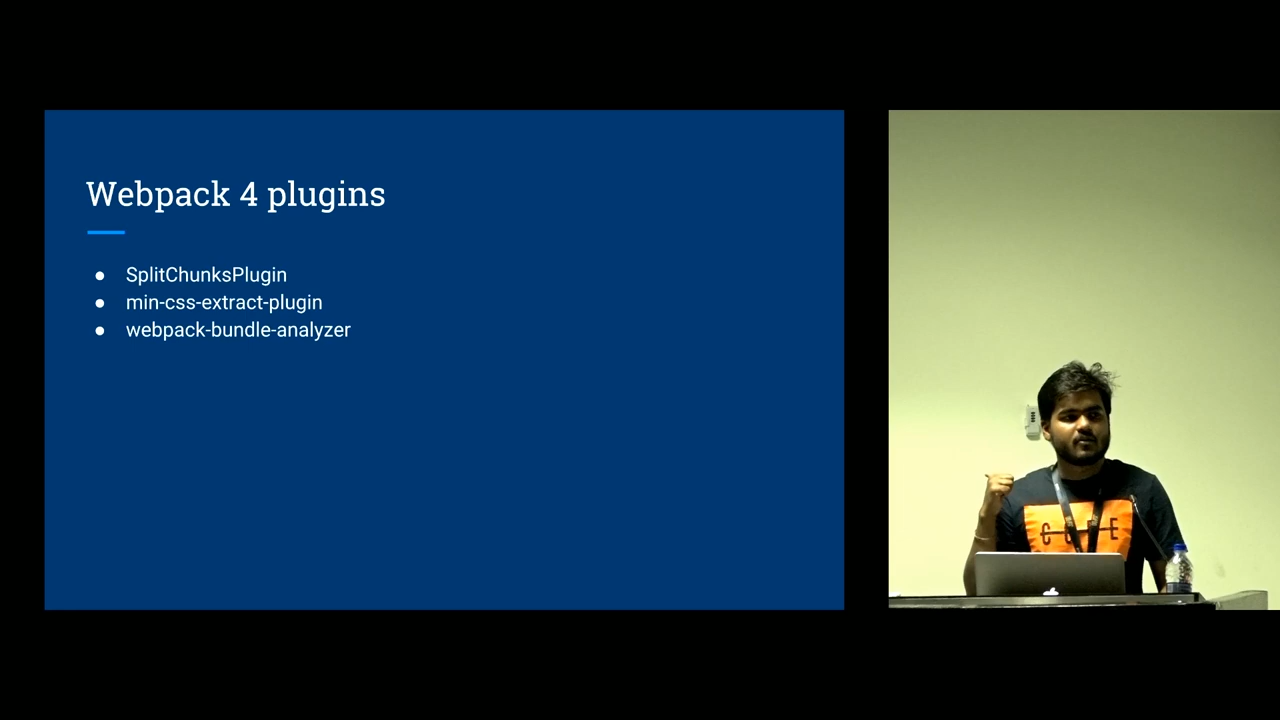 Webpack 4 plugins
● SplitChunksPlugin
● min-css-extract-plugin
● webpack-bundle-analyzer